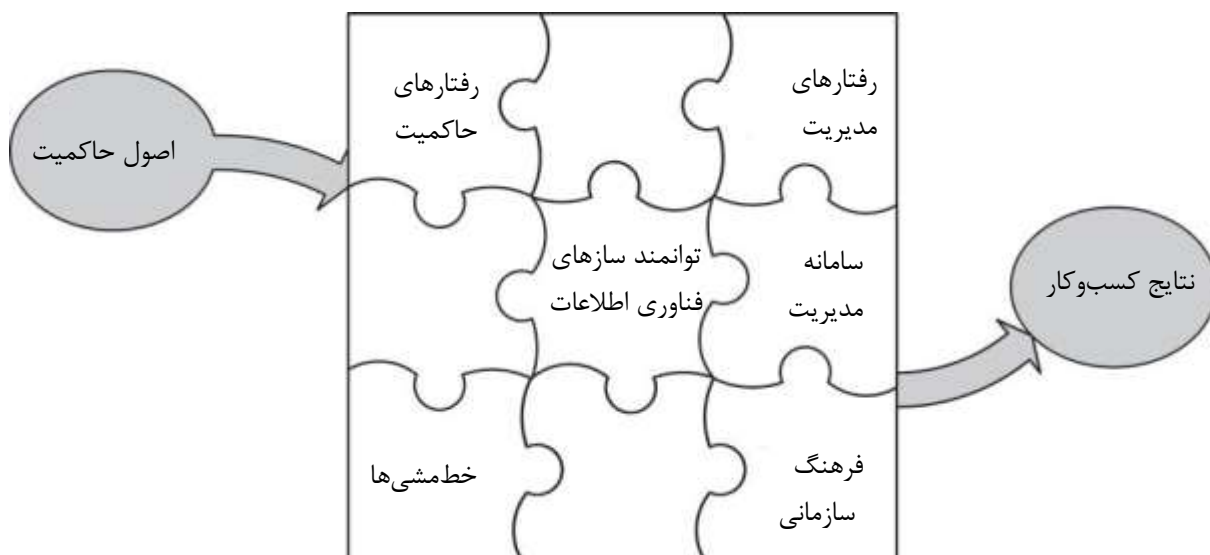 رفتارهای
مدیریت
رفتارهای
حاکمیت
اصول حاکمیت
سامانه
مدیریت
توانمند سازهای
فناوری اطلاعات
نتایج کسب‌وکار
فرهنگ
سازمانی
خط‌مشی‌ها